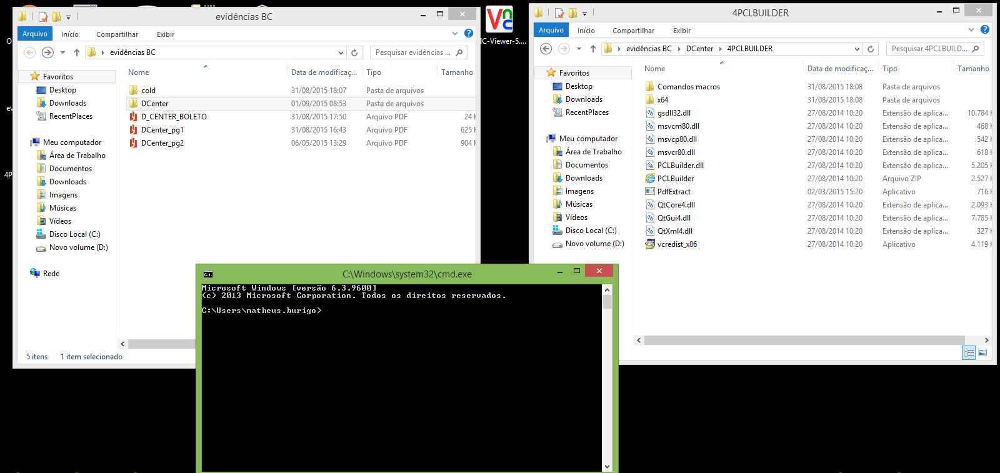 evidências BC
Arquivo Início Compartilhar Exibir
evidências BC Pesquisar evidências ...
Nome Data de modificaç... Tipo Tamanho
Favoritos
Desktop
Downloads
RecentPlaces
Meu computador
Área de Trabalho
Documentos
Downloads
Imagens
Músicas
Vídeos
Disco Local (C:)
Novo volume (D:)
Rede
cold 31/08/2015 18:07 Pasta de arquivos
DCenter 01/09/2015 08:53 Pasta de arquivos
D_CENTER_BOLETO 31/08/2015 17:50 Arquivo PDF 24 K
DCenter_pg1 31/08/2015 16:43 Arquivo PDF 625 K
DCenter_pg2 06/05/2015 13:29 Arquivo PDF 904 K
5 itens 1 item selecionado
O
ev
4P
IC-Viewer-5....
4PCLBUILDER
Arquivo Início Compartilhar Exibir
evidências BC DCenter 4PCLBUILDER Pesquisar 4PCLBUILD...
Nome Data de modificaç... Tipo Tamanho
Favoritos
Desktop
Downloads
RecentPlaces
Meu computador
Área de Trabalho
Documentos
Downloads
Imagens
Músicas
Vídeos
Disco Local (C:)
Novo volume (D:)
Comandos macros 31/08/2015 18:08 Pasta de arquivos
x64 31/08/2015 18:08 Pasta de arquivos
gsdll32.dll 27/08/2014 10:20 Extensão de aplica... 10.784 K
msvcm80.dll 27/08/2014 10:20 Extensão de aplica... 468 K
msvcp80.dll 27/08/2014 10:20 Extensão de aplica... 542 K
msvcr80.dll 27/08/2014 10:20 Extensão de aplica... 618 K
PCLBuilder.dll 27/08/2014 10:20 Extensão de aplica... 5.205 K
PCLBuilder 27/08/2014 10:20 Arquivo ZIP 2.527 K
PdfExtract 02/03/2015 15:20 Aplicativo 716 K
QtCore4.dll 27/08/2014 10:20 Extensão de aplica... 2.093 K
QtGui4.dll 27/08/2014 10:20 Extensão de aplica... 7.785 K
QtXml4.dll 27/08/2014 10:20 Extensão de aplica... 327 K
vcredist_x86 27/08/2014 10:20 Aplicativo 4.119 K
C:\Windows\system32\cmd.exe
Microsoft Windows [versão 6.3.9600]
(c) 2013 Microsoft Corporation. Todos os direitos reservados.
C:\Users\matheus.burigo>